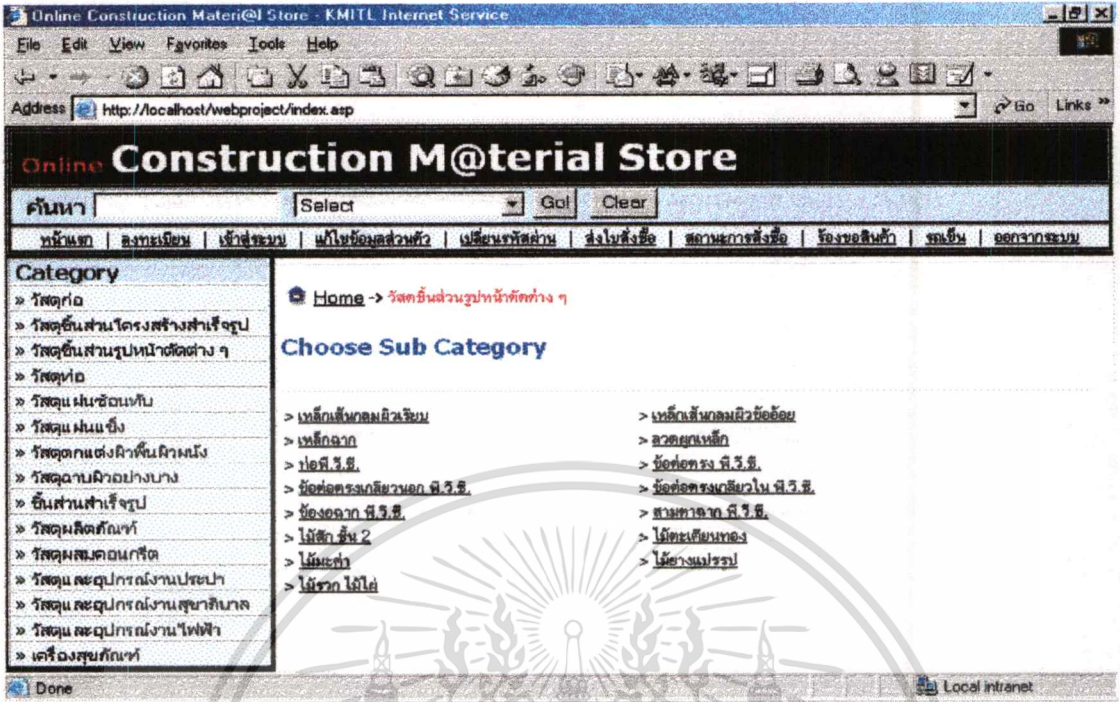 Online Construction Materi@l Store - KMITL Internet Service
File Edit View Favorites Tools Help
Address http://localhost/webproject/index.asp Go Links »
Online Construction M@terial Store
ค้นหา Select Go! Clear
หน้าแรก | ลงทะเบียน | เข้าสู่ระบบ | แก้ไขข้อมูลส่วนตัว | เปลี่ยนรหัสผ่าน | ส่งใบสั่งซื้อ | สถานะการสั่งซื้อ | ร้องขอสินค้า | รถเข็น | ออกจากระบบ
Category
» วัสดุก่อ
» วัสดุชิ้นส่วนโครงสร้างสำเร็จรูป
» วัสดุชิ้นส่วนรูปหน้าตัดต่าง ๆ
» วัสดุท่อ
» วัสดุแผ่นซ้อนทับ
» วัสดุแผ่นแข็ง
» วัสดุตกแต่งผิวพื้นผิวผนัง
» วัสดุฉาบผิวอย่างบาง
» ชิ้นส่วนสำเร็จรูป
» วัสดุผลิตภัณฑ์
» วัสดุผสมคอนกรีต
» วัสดุและอุปกรณ์งานประปา
» วัสดุและอุปกรณ์งานสุขาภิบาล
» วัสดุและอุปกรณ์งานไฟฟ้า
» เครื่องสุขภัณฑ์
Home -> วัสดุชิ้นส่วนรูปหน้าตัดต่าง ๆ
Choose Sub Category
> เหล็กเส้นกลมผิวเรียบ > เหล็กเส้นกลมผิวข้ออ้อย
> เหล็กฉาก > ลวดผูกเหล็ก
> ท่อพี.วี.ซี. > ข้อต่อตรง พี.วี.ซี.
> ข้อต่อตรงเกลียวนอก พี.วี.ซี. > ข้อต่อตรงเกลียวใน พี.วี.ซี.
> ข้องอฉาก พี.วี.ซี. > สามทาฉาก พี.วี.ซี.
> ไม้สัก ชั้น 2 > ไม้ตะเคียนทอง
> ไม้มะค่า > ไม้ยางแปรรูป
> ไม้รวก ไม้ไผ่
Done Local intranet